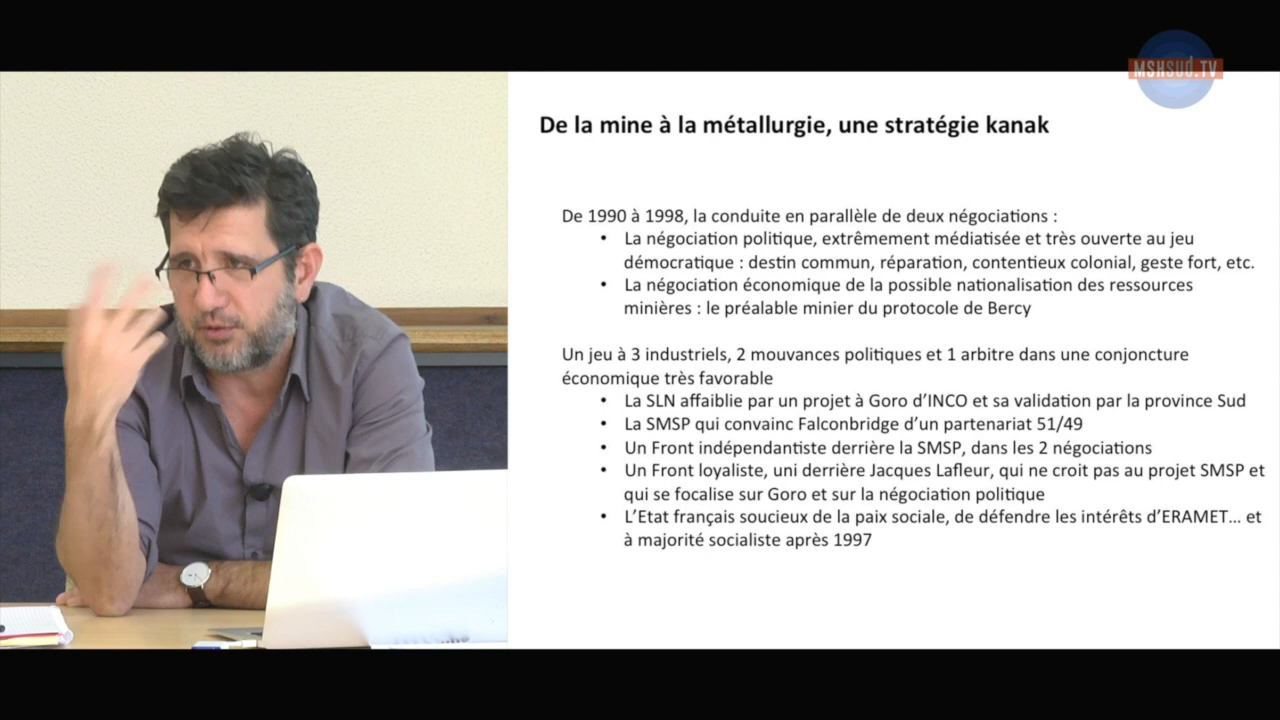 MSHSUD.TV
De la mine à la métallurgie, une stratégie kanak
De 1990 à 1998, la conduite en parallèle de deux négociations :
• La négociation politique, extrêmement médiatisée et très ouverte au jeu
démocratique : destin commun, réparation, contentieux colonial, geste fort, etc.
• La négociation économique de la possible nationalisation des ressources
minières : le préalable minier du protocole de Bercy
Un jeu à 3 industriels, 2 mouvances politiques et 1 arbitre dans une conjoncture
économique très favorable
• La SLN affaiblie par un projet à Goro d’INCO et sa validation par la province Sud
• La SMSP qui convainc Falconbridge d’un partenariat 51/49
• Un Front indépendantiste derrière la SMSP, dans les 2 négociations
• Un Front loyaliste, uni derrière Jacques Lafleur, qui ne croit pas au projet SMSP et
qui se focalise sur Goro et sur la négociation politique
• L’Etat français soucieux de la paix sociale, de défendre les intérêts d’ERAMET… et
à majorité socialiste après 1997